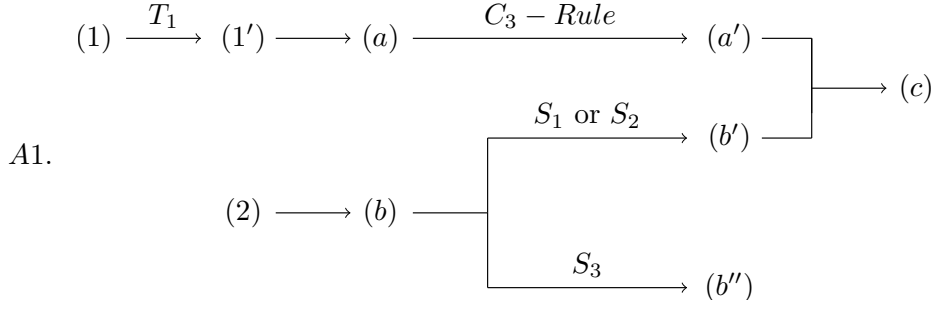 T₁ C₃ − Rule
(1) (1′) (a) (a′)
(c)
S₁ or S₂
(b′)
A1.
(2) (b)
S₃
(b′′)